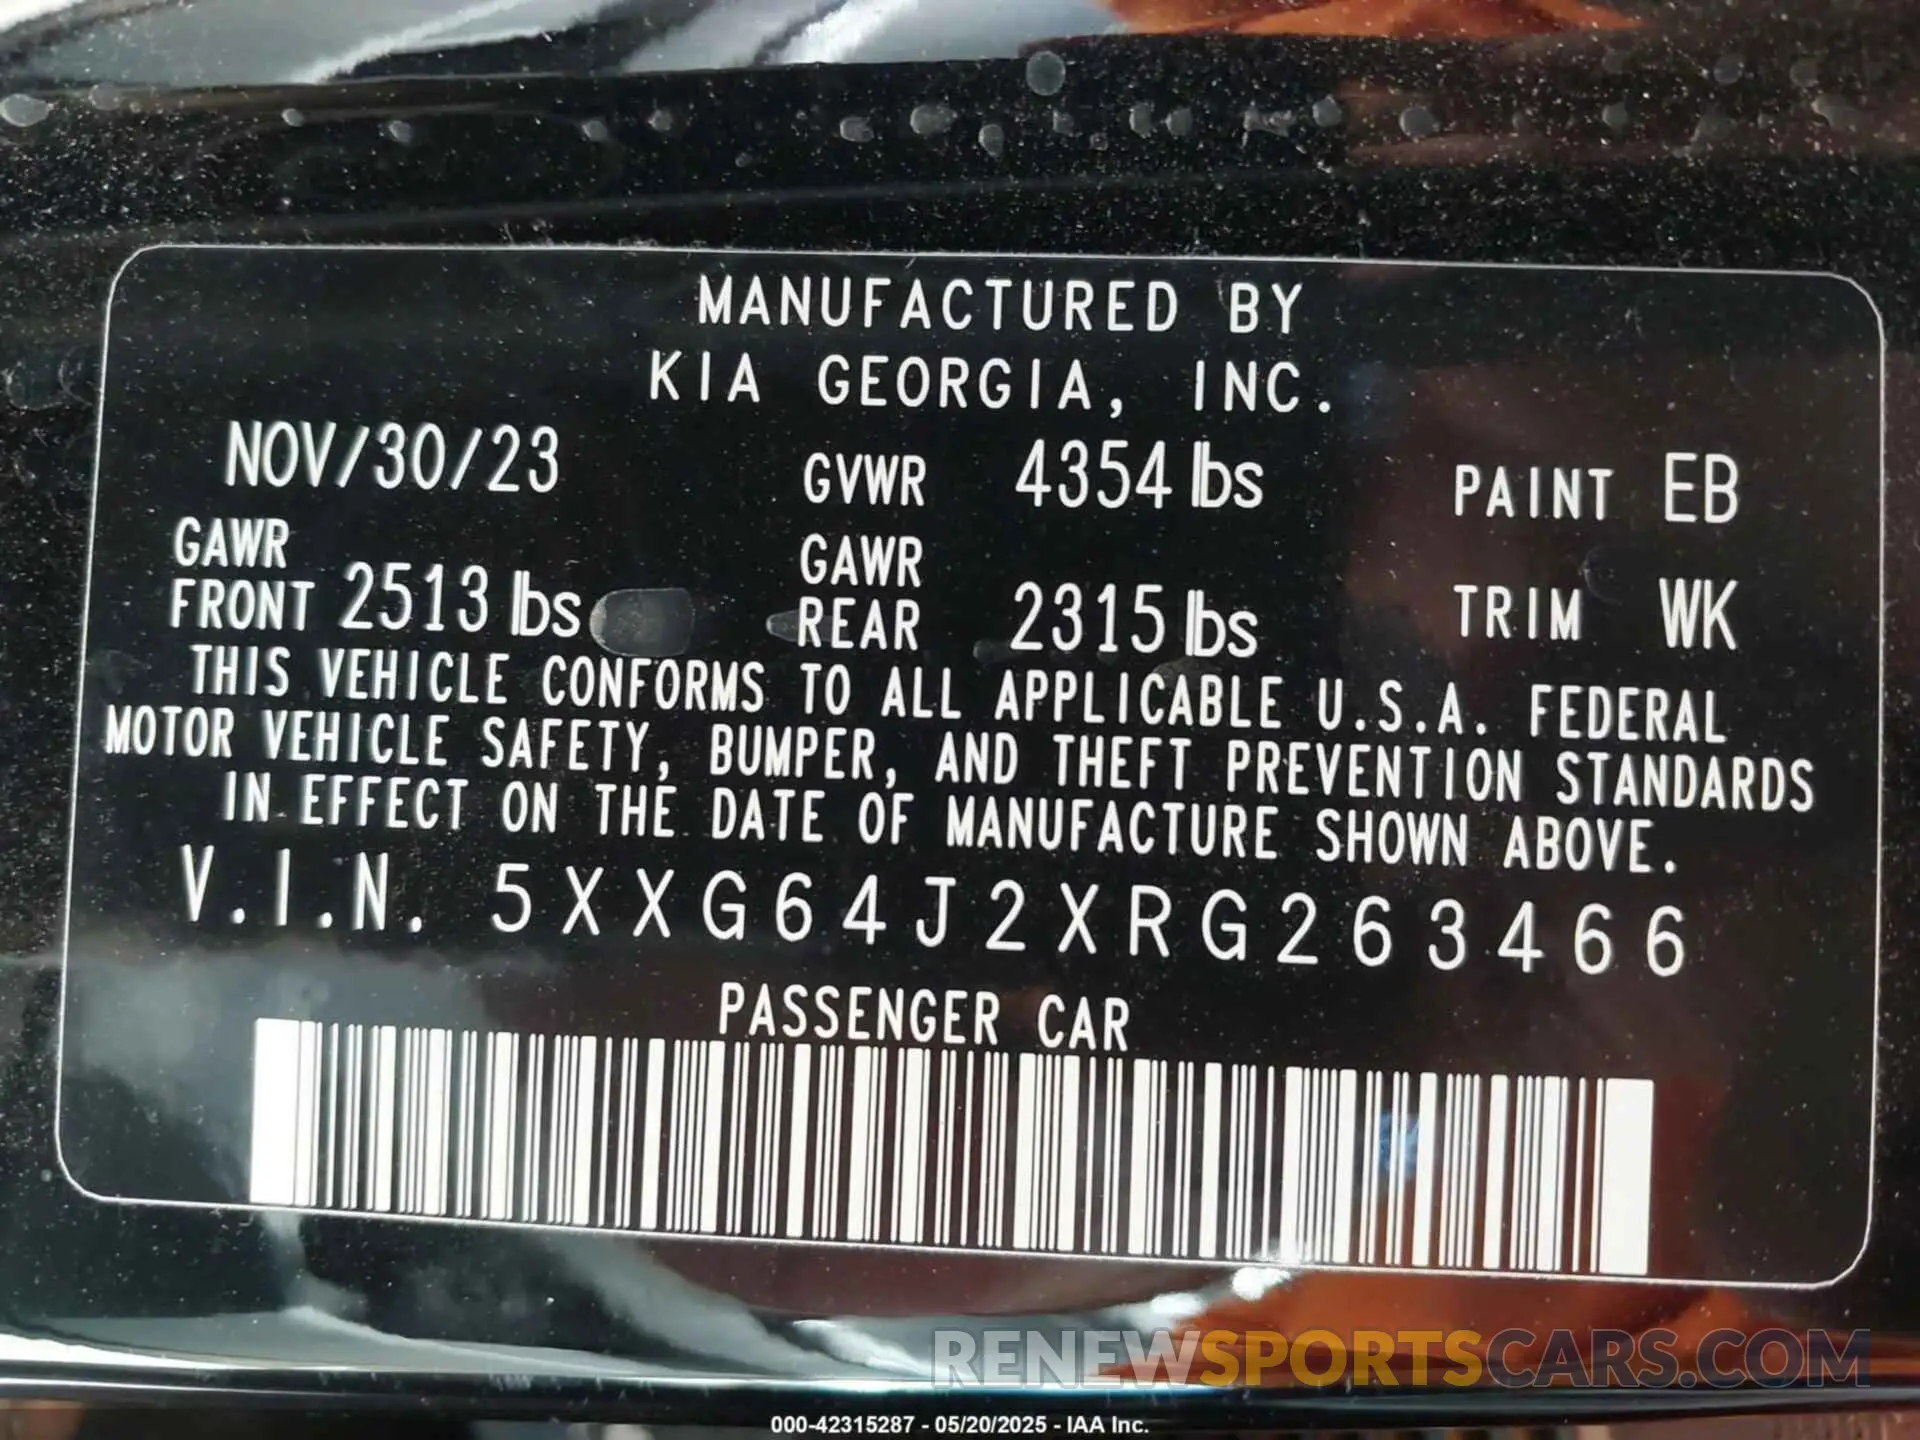 MANUFACTURED BY
KIA GEORGIA, INC.
NOV/30/23 GVWR 4354 lbs PAINT EB
GAWR FRONT 2513 lbs GAWR REAR 2315 lbs TRIM WK
THIS VEHICLE CONFORMS TO ALL APPLICABLE U.S.A. FEDERAL
MOTOR VEHICLE SAFETY, BUMPER, AND THEFT PREVENTION STANDARDS
IN EFFECT ON THE DATE OF MANUFACTURE SHOWN ABOVE.
V.I.N. 5XXG64J2XRG263466
PASSENGER CAR
RENEWSPORTSCARS.COM
000-42315287 - 05/20/2025 - IAA Inc.